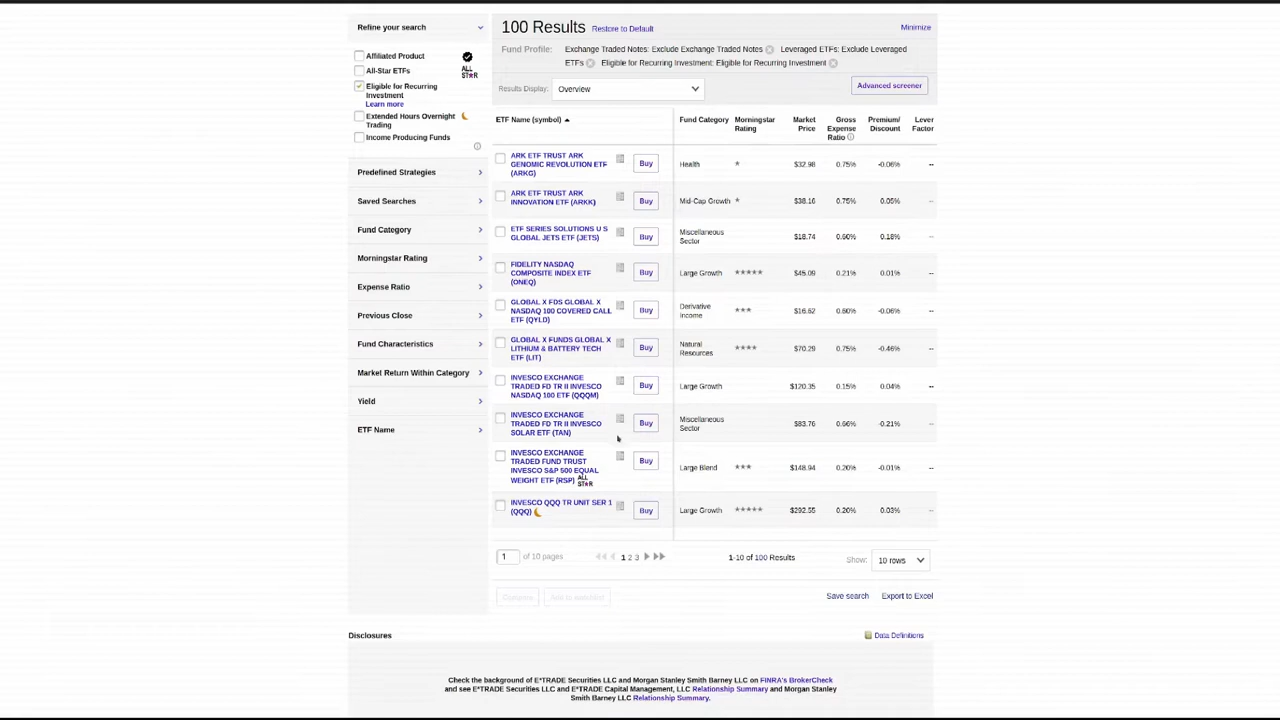 Refine your search
Affiliated Product
All-Star ETFs
ALL
ST★R
Eligible for Recurring
Investment
Learn more
Extended Hours Overnight
Trading
Income Producing Funds
Predefined Strategies
Saved Searches
Fund Category
Morningstar Rating
Expense Ratio
Previous Close
Fund Characteristics
Market Return Within Category
Yield
ETF Name
100 Results Restore to Default
Minimize
Fund Profile: Exchange Traded Notes: Exclude Exchange Traded Notes Leveraged ETFs: Exclude Leveraged
ETFs Eligible for Recurring Investment: Eligible for Recurring Investment
Results Display: Overview
Advanced screener
ETF Name (symbol) Fund Category Morningstar Rating Market Price Gross Expense Ratio Premium/ Discount Lever Factor
ARK ETF TRUST ARK
GENOMIC REVOLUTION ETF
(ARKG)
Buy Health ★ $32.98 0.75% -0.06% --
ARK ETF TRUST ARK
INNOVATION ETF (ARKK)
Buy Mid-Cap Growth ★ $38.16 0.75% 0.05% --
ETF SERIES SOLUTIONS U S
GLOBAL JETS ETF (JETS)
Buy Miscellaneous Sector $18.74 0.60% 0.18% --
FIDELITY NASDAQ
COMPOSITE INDEX ETF
(ONEQ)
Buy Large Growth ★★★★★ $45.09 0.21% 0.01% --
GLOBAL X FDS GLOBAL X
NASDAQ 100 COVERED CALL
ETF (QYLD)
Buy Derivative Income ★★★ $16.62 0.60% -0.06% --
GLOBAL X FUNDS GLOBAL X
LITHIUM & BATTERY TECH
ETF (LIT)
Buy Natural Resources ★★★★ $70.29 0.75% -0.46% --
INVESCO EXCHANGE
TRADED FD TR II INVESCO
NASDAQ 100 ETF (QQQM)
Buy Large Growth $120.35 0.15% 0.04% --
INVESCO EXCHANGE
TRADED FD TR II INVESCO
SOLAR ETF (TAN)
Buy Miscellaneous Sector $83.76 0.66% -0.21% --
INVESCO EXCHANGE
TRADED FUND TRUST
INVESCO S&P 500 EQUAL
WEIGHT ETF (RSP) ALL ST★R
Buy Large Blend ★★★ $148.94 0.20% -0.01% --
INVESCO QQQ TR UNIT SER 1
(QQQ)
Buy Large Growth ★★★★★ $292.55 0.20% 0.03% --
1 of 10 pages 1 2 3 1-10 of 100 Results Show: 10 rows
Compare Add to watchlist Save search Export to Excel
Disclosures Data Definitions
Check the background of E*TRADE Securities LLC and Morgan Stanley Smith Barney LLC on FINRA's BrokerCheck
and see E*TRADE Securities LLC and E*TRADE Capital Management, LLC Relationship Summary and Morgan Stanley
Smith Barney LLC Relationship Summary.